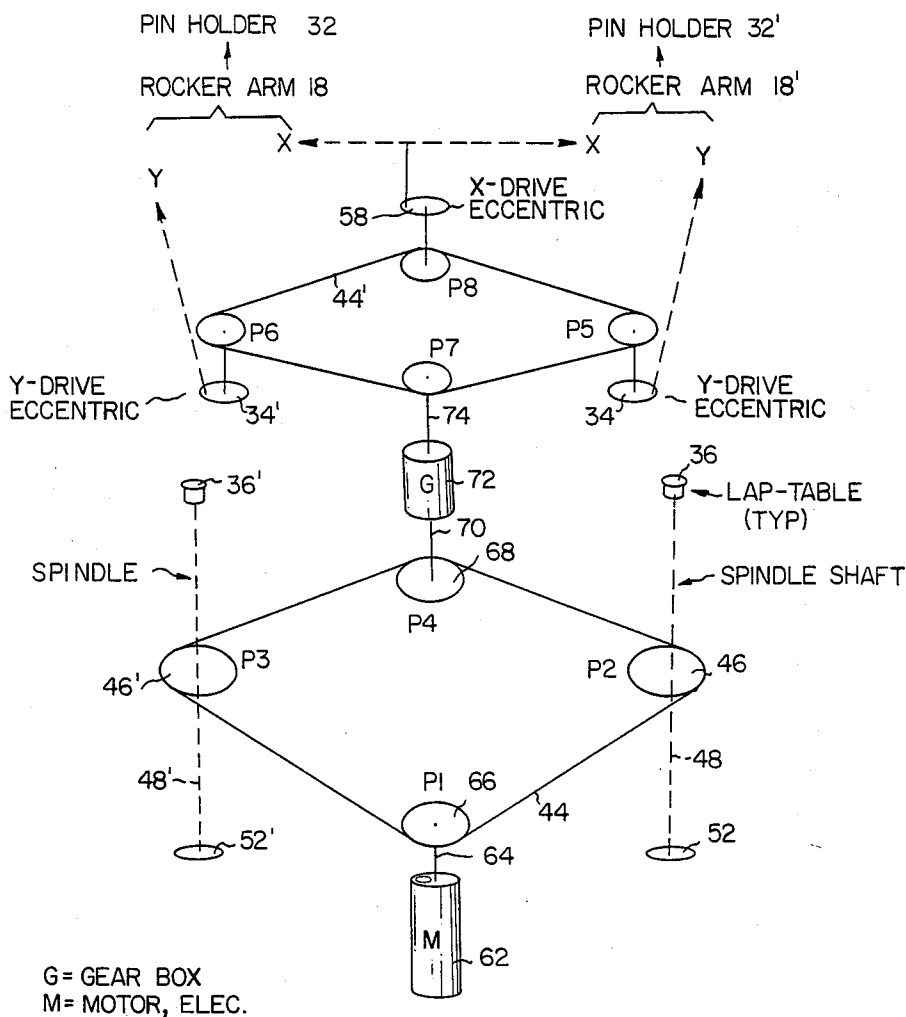 PIN HOLDER 32
PIN HOLDER 32'
ROCKER ARM 18
ROCKER ARM 18'
X
X
Y
Y
X-DRIVE
ECCENTRIC
58
44'
P8
P6
P5
P7
Y-DRIVE
ECCENTRIC
34'
34
Y-DRIVE
ECCENTRIC
74
36'
G
72
36
LAP-TABLE
(TYP)
70
68
SPINDLE
SPINDLE SHAFT
P4
P3
P2
46'
46
P1
66
48'
48
44
52'
64
52
M
62
G= GEAR BOX
M= MOTOR, ELEC.